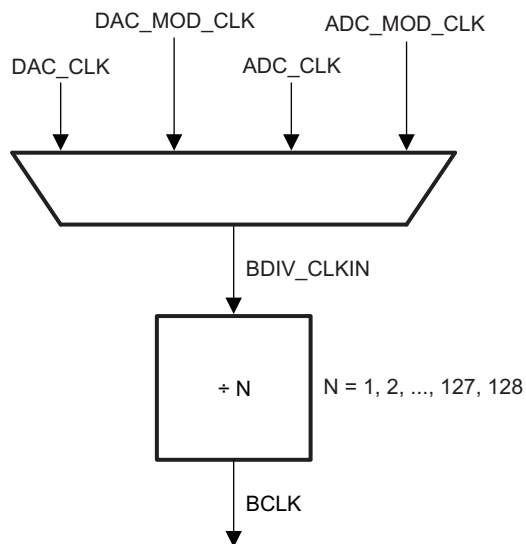 DAC_MOD_CLK
ADC_MOD_CLK
DAC_CLK
ADC_CLK
BDIV_CLKIN
÷ N
N = 1, 2, ..., 127, 128
BCLK